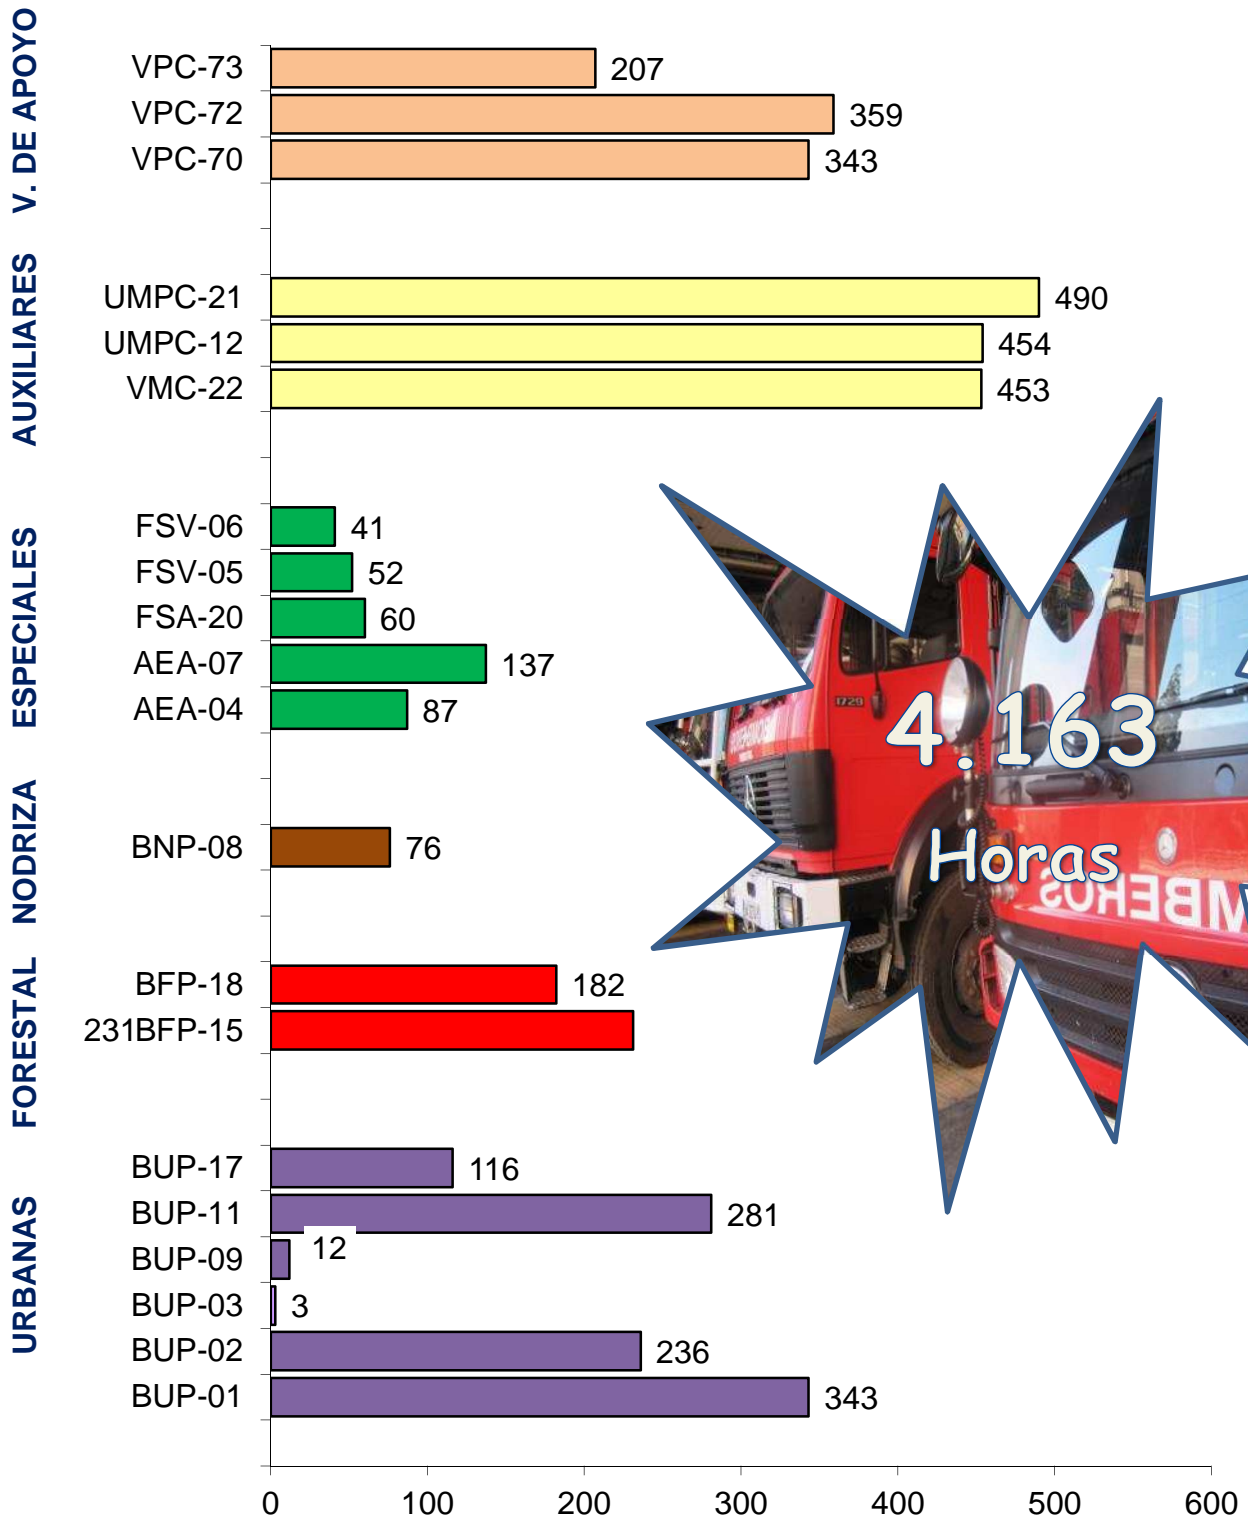 V. DE APOYO
VPC-73 207
VPC-72 359
VPC-70 343
AUXILIARES
UMPC-21 490
UMPC-12 454
VMC-22 453
ESPECIALES
FSV-06 41
FSV-05 52
FSA-20 60
AEA-07 137
AEA-04 87
NODRIZA
BNP-08 76
FORESTAL
BFP-18 182
231BFP-15
URBANAS
BUP-17 116
BUP-11 281
BUP-09 12
BUP-03 3
BUP-02 236
BUP-01 343
0 100 200 300 400 500 600
1729
4.163
Horas
MBEROS